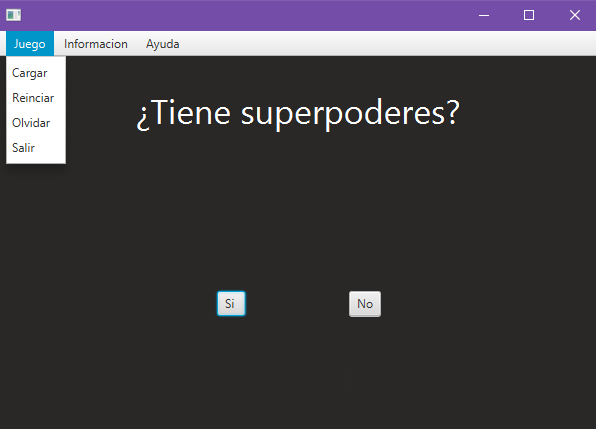 Juego Informacion Ayuda
Cargar
Reinciar
Olvidar
Salir
¿Tiene superpoderes?
Si No